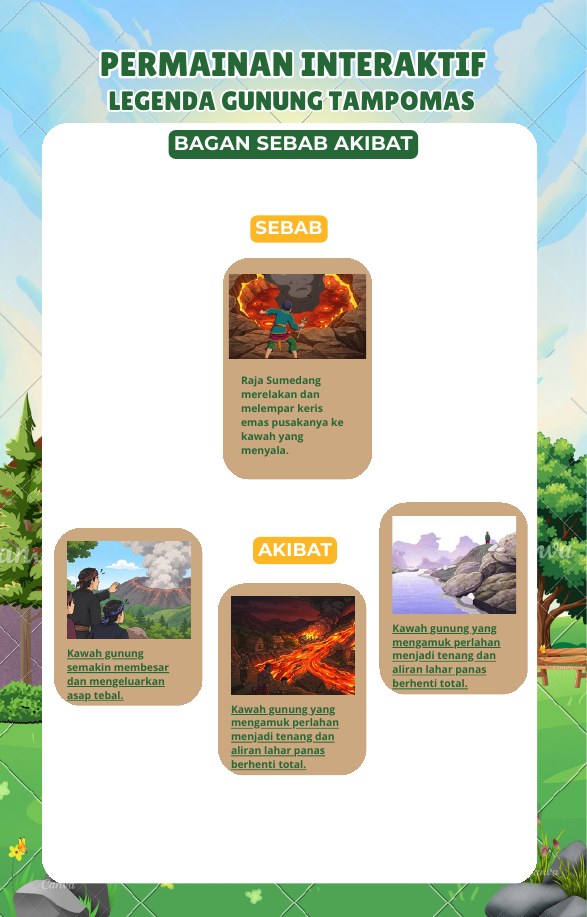 PERMAINAN INTERAKTIF
LEGENDA GUNUNG TAMPOMAS
BAGAN SEBAB AKIBAT
SEBAB
Raja Sumedang
merelakan dan
melempar keris
emas pusakanya ke
kawah yang
menyala.
AKIBAT
Kawah gunung
semakin membesar
dan mengeluarkan
asap tebal.
Kawah gunung yang
mengamuk perlahan
menjadi tenang dan
aliran lahar panas
berhenti total.
Kawah gunung yang
mengamuk perlahan
menjadi tenang dan
aliran lahar panas
berhenti total.
Canva